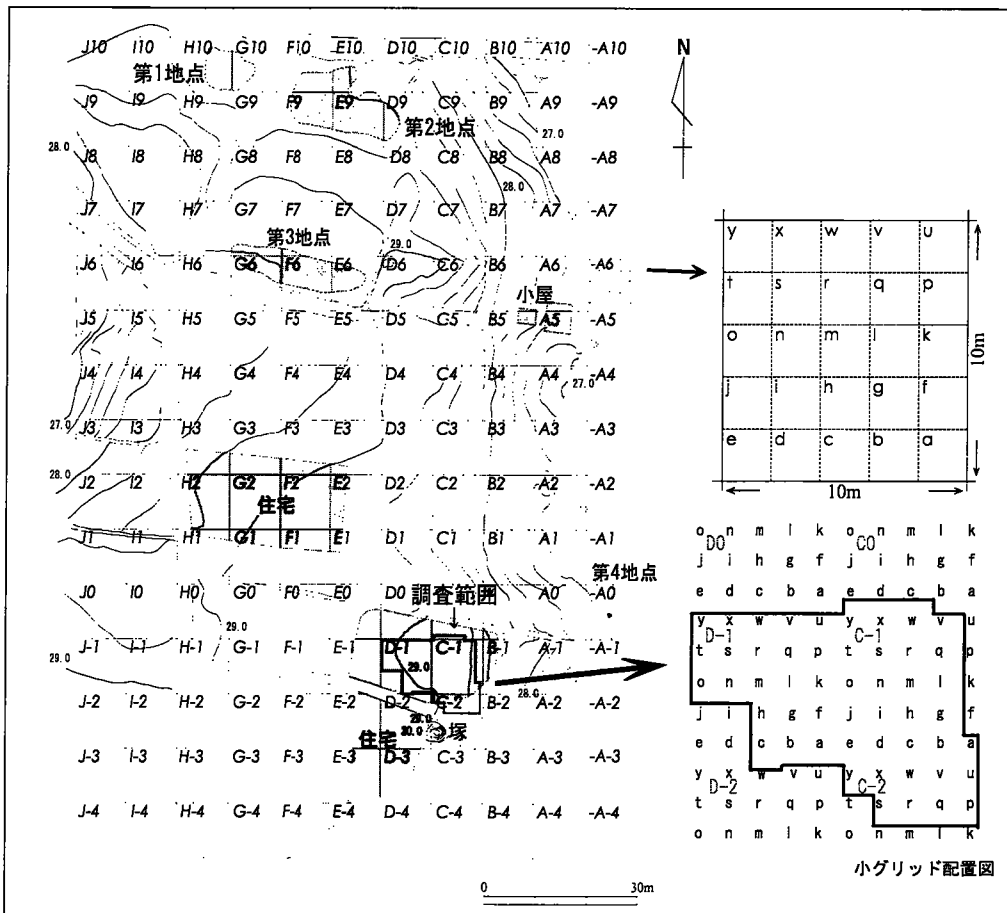 J10 I10 H10 G10 F10 E10 D10 C10 B10 A10 -A10
第1地点
J9 I9 H9 G9 F9 E9 D9 C9 B9 A9 -A9
第2地点
27.0
28.0
J8 I8 H8 G8 F8 E8 D8 C8 B8 A8 -A8
28.0
J7 I7 H7 G7 F7 E7 D7 C7 B7 A7 -A7
第3地点
29.0
J6 I6 H6 G6 F6 E6 D6 C6 B6 A6 -A6
小屋
J5 I5 H5 G5 F5 E5 D5 C5 B5 A5 -A5
J4 I4 H4 G4 F4 E4 D4 C4 B4 A4 -A4
27.0
27.0
J3 I3 H3 G3 F3 E3 D3 C3 B3 A3 -A3
28.0
J2 I2 H2 G2 F2 E2 D2 C2 B2 A2 -A2
住宅
J1 I1 H1 G1 F1 E1 D1 C1 B1 A1 -A1
第4地点
J0 I0 H0 G0 F0 E0 D0 A0 -A0
調査範囲
29.0
J-1 I-1 H-1 G-1 F-1 E-1 D-1 C-1 B-1 A-1 -A-1
29.0
29.0
28.0
J-2 I-2 H-2 G-2 F-2 E-2 D-2 C-2 B-2 A-2 -A-2
29.0
30.0
塚
住宅
J-3 I-3 H-3 G-3 F-3 E-3 D-3 C-3 B-3 A-3 -A-3
J-4 I-4 H-4 G-4 F-4 E-4 D-4 C-4 B-4 A-4 -A-4
0 30m
N
y x w v u
t s r q p
o n m l k
j i h g f
e d c b a
10m
10m
o n m l k o n m l k
D0 C0
j i h g f j i h g f
e d c b a e d c b a
y x w v u y x w v u
D-1 C-1
t s r q p t s r q p
o n m l k o n m l k
j i h g f j i h g f
e d c b a e d c b a
y x w v u y x w v u
D-2 C-2
t s r q p t s r q p
o n m l k o n m l k
小グリッド配置図